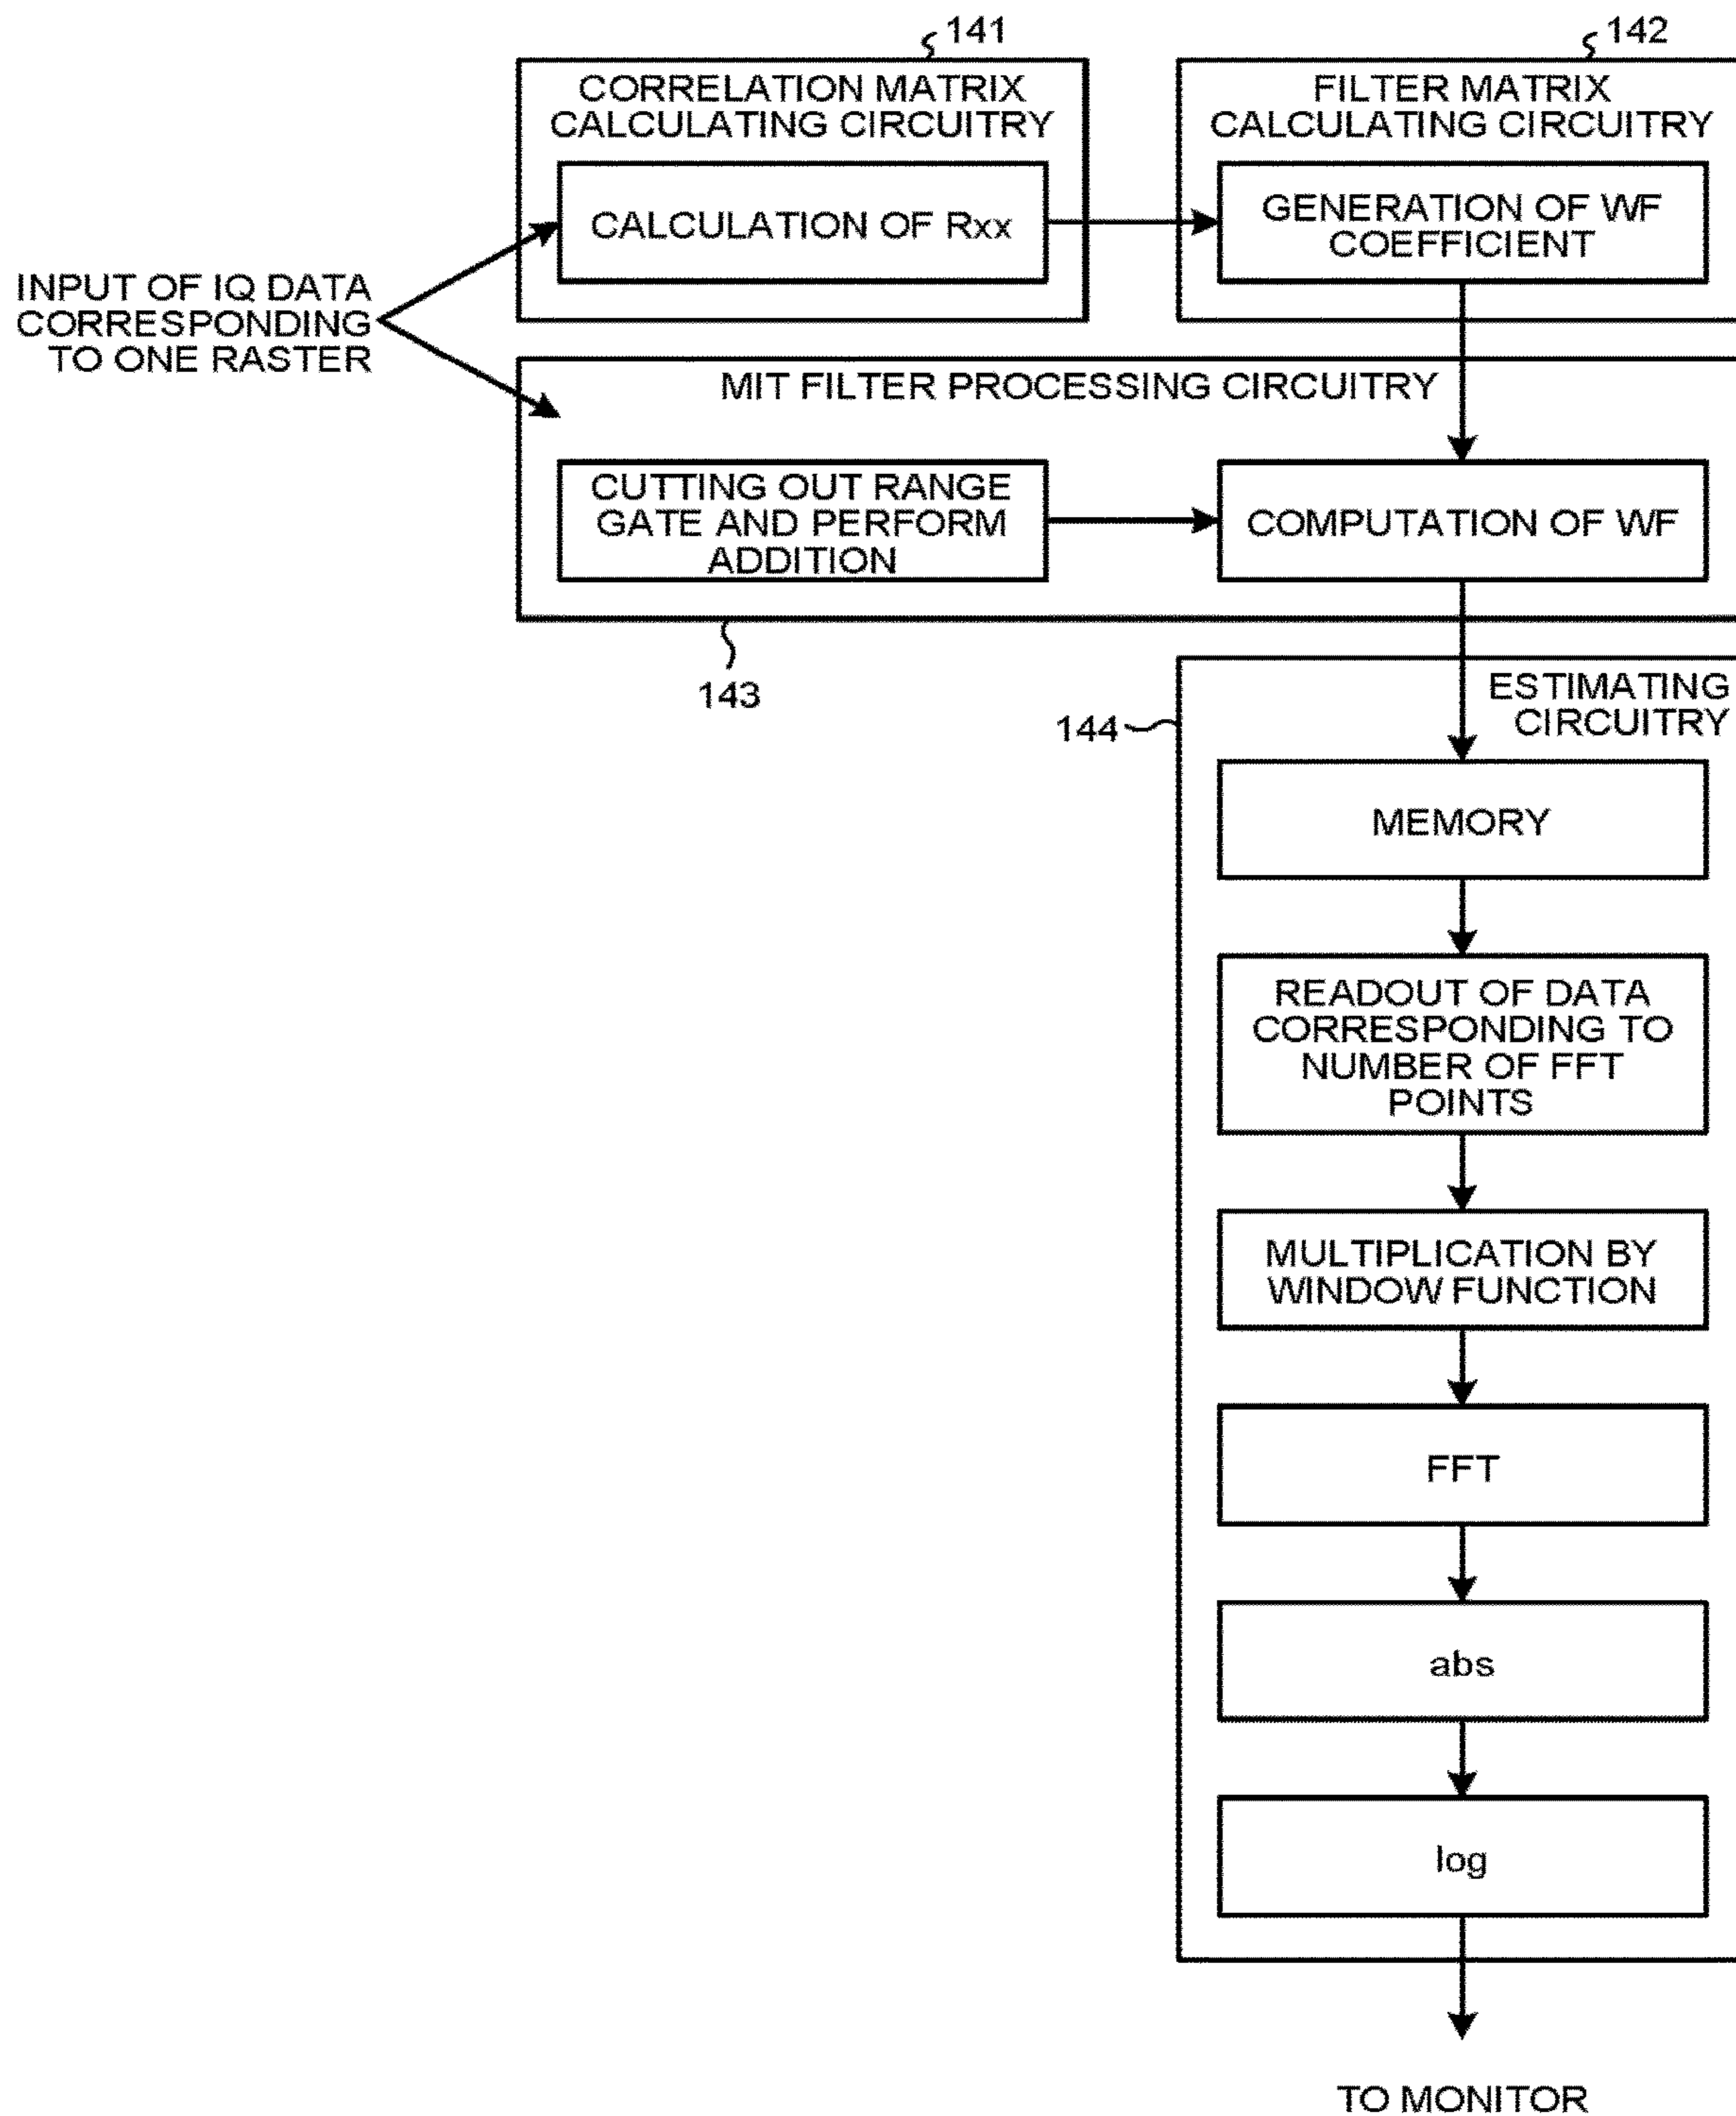 141
142
CORRELATION MATRIX
CALCULATING CIRCUITRY
FILTER MATRIX
CALCULATING CIRCUITRY
CALCULATION OF Rxx
GENERATION OF WF
COEFFICIENT
INPUT OF IQ DATA
CORRESPONDING
TO ONE RASTER
MIT FILTER PROCESSING CIRCUITRY
CUTTING OUT RANGE
GATE AND PERFORM
ADDITION
COMPUTATION OF WF
143
144
ESTIMATING
CIRCUITRY
MEMORY
READOUT OF DATA
CORRESPONDING TO
NUMBER OF FFT
POINTS
MULTIPLICATION BY
WINDOW FUNCTION
FFT
abs
log
TO MONITOR